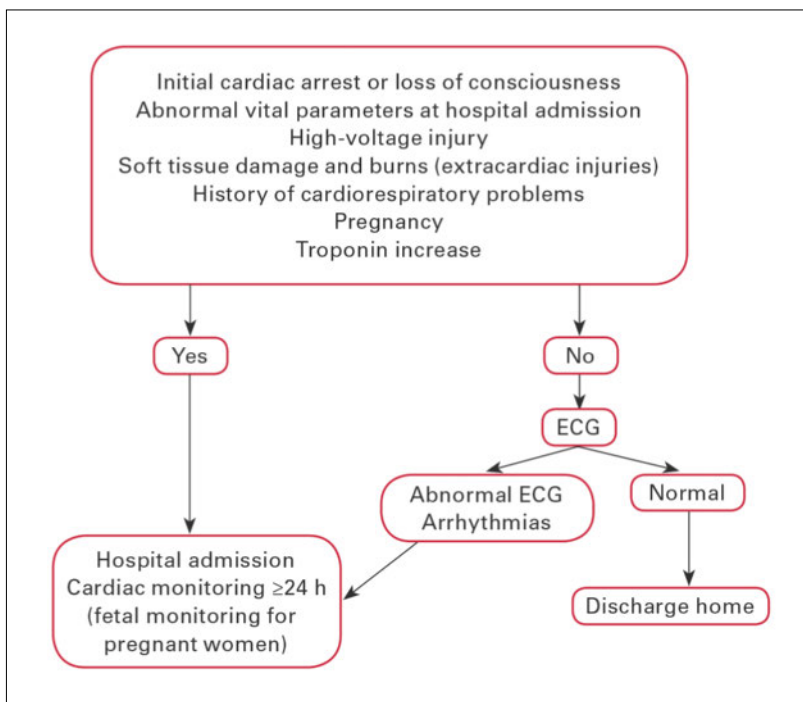 Initial cardiac arrest or loss of consciousness
Abnormal vital parameters at hospital admission
High-voltage injury
Soft tissue damage and burns (extracardiac injuries)
History of cardiorespiratory problems
Pregnancy
Troponin increase
Yes
No
ECG
Abnormal ECG
Arrhythmias
Normal
Hospital admission
Cardiac monitoring ≥24 h
(fetal monitoring for
pregnant women)
Discharge home